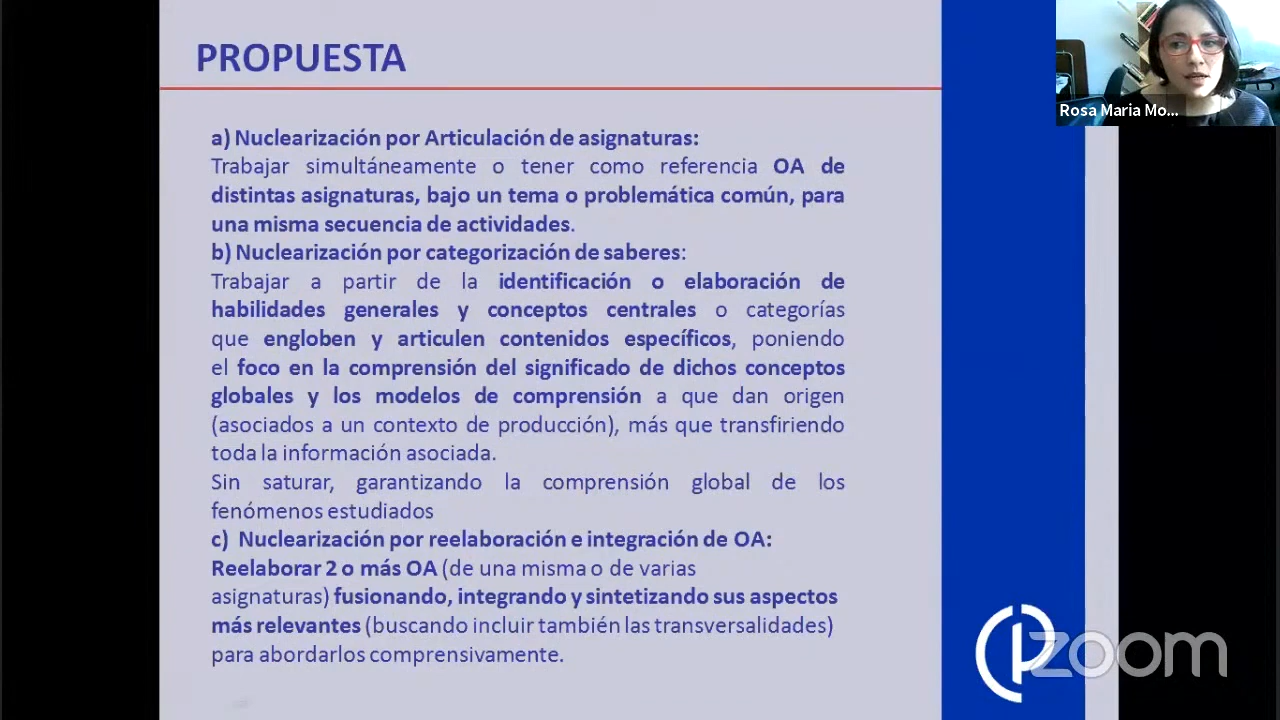 PROPUESTA
Rosa Maria Mo...
a) Nuclearización por Articulación de asignaturas:
Trabajar simultáneamente o tener como referencia OA de
distintas asignaturas, bajo un tema o problemática común, para
una misma secuencia de actividades.
b) Nuclearización por categorización de saberes:
Trabajar a partir de la identificación o elaboración de
habilidades generales y conceptos centrales o categorías
que engloben y articulen contenidos específicos, poniendo
el foco en la comprensión del significado de dichos conceptos
globales y los modelos de comprensión a que dan origen
(asociados a un contexto de producción), más que transfiriendo
toda la información asociada.
Sin saturar, garantizando la comprensión global de los
fenómenos estudiados
c) Nuclearización por reelaboración e integración de OA:
Reelaborar 2 o más OA (de una misma o de varias
asignaturas) fusionando, integrando y sintetizando sus aspectos
más relevantes (buscando incluir también las transversalidades)
para abordarlos comprensivamente.
zoom